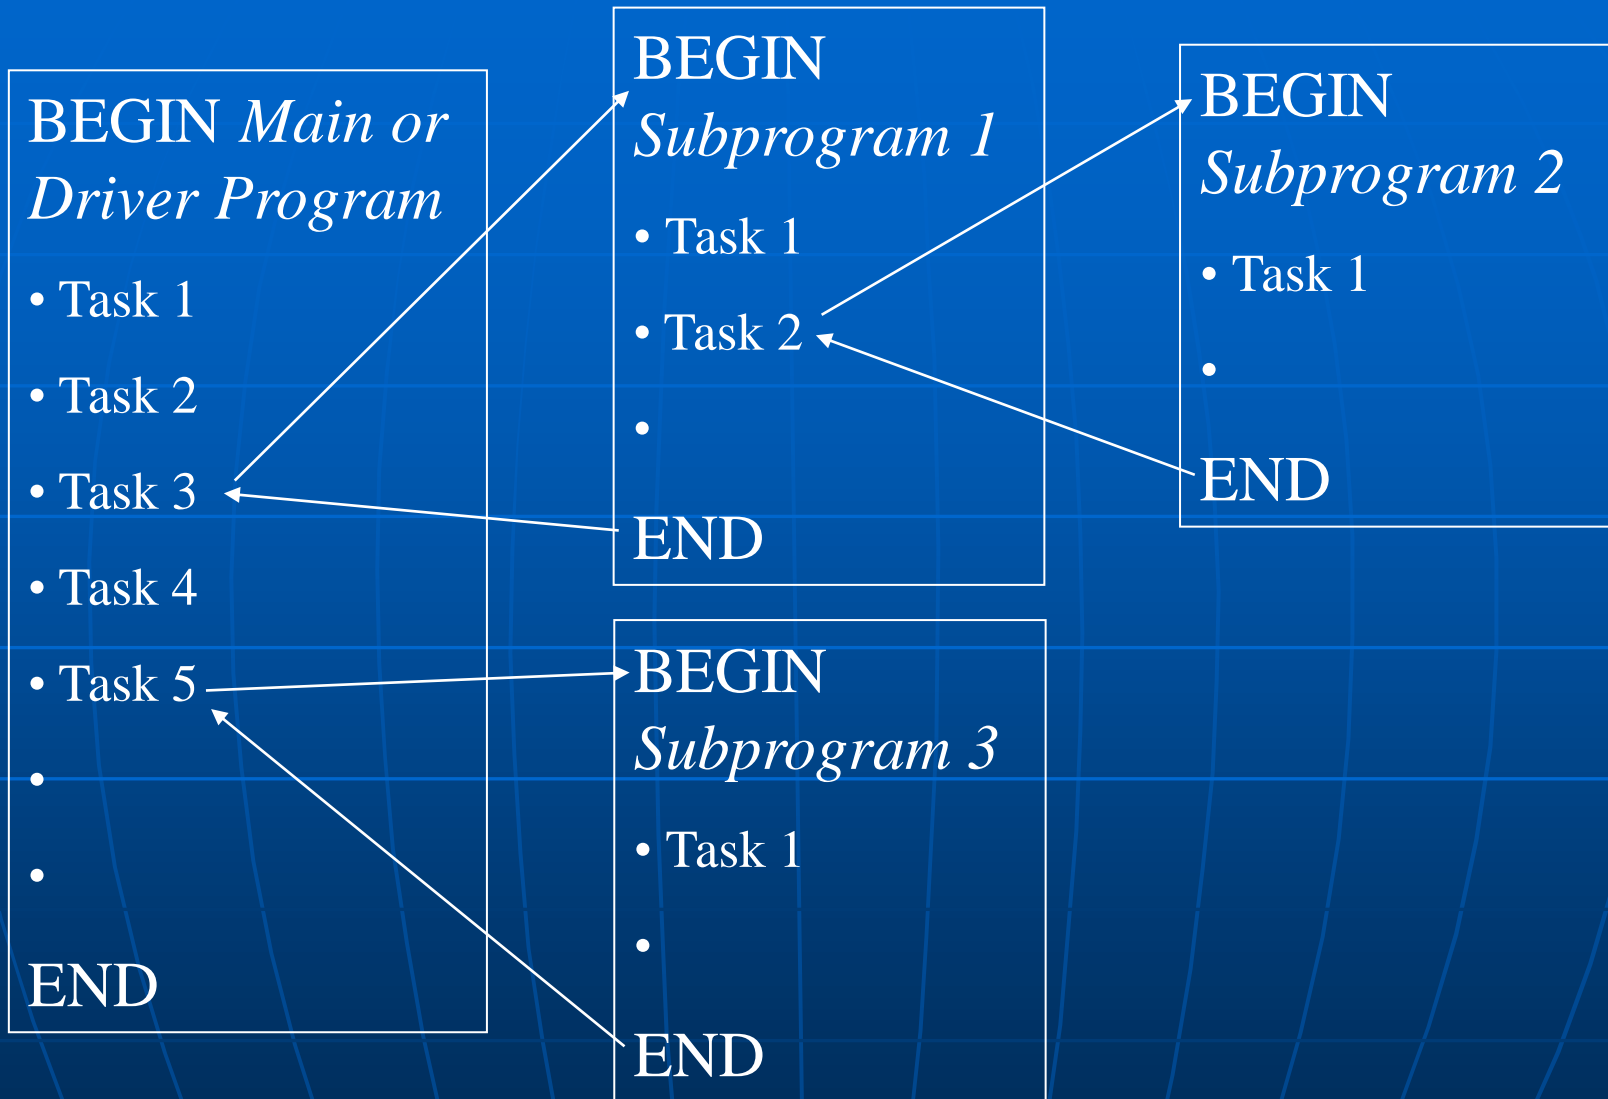 BEGIN Main or
Driver Program
• Task 1
• Task 2
• Task 3
• Task 4
• Task 5
•
•
END
BEGIN
Subprogram 1
• Task 1
• Task 2
•
END
BEGIN
Subprogram 2
• Task 1
•
END
BEGIN
Subprogram 3
• Task 1
•
END